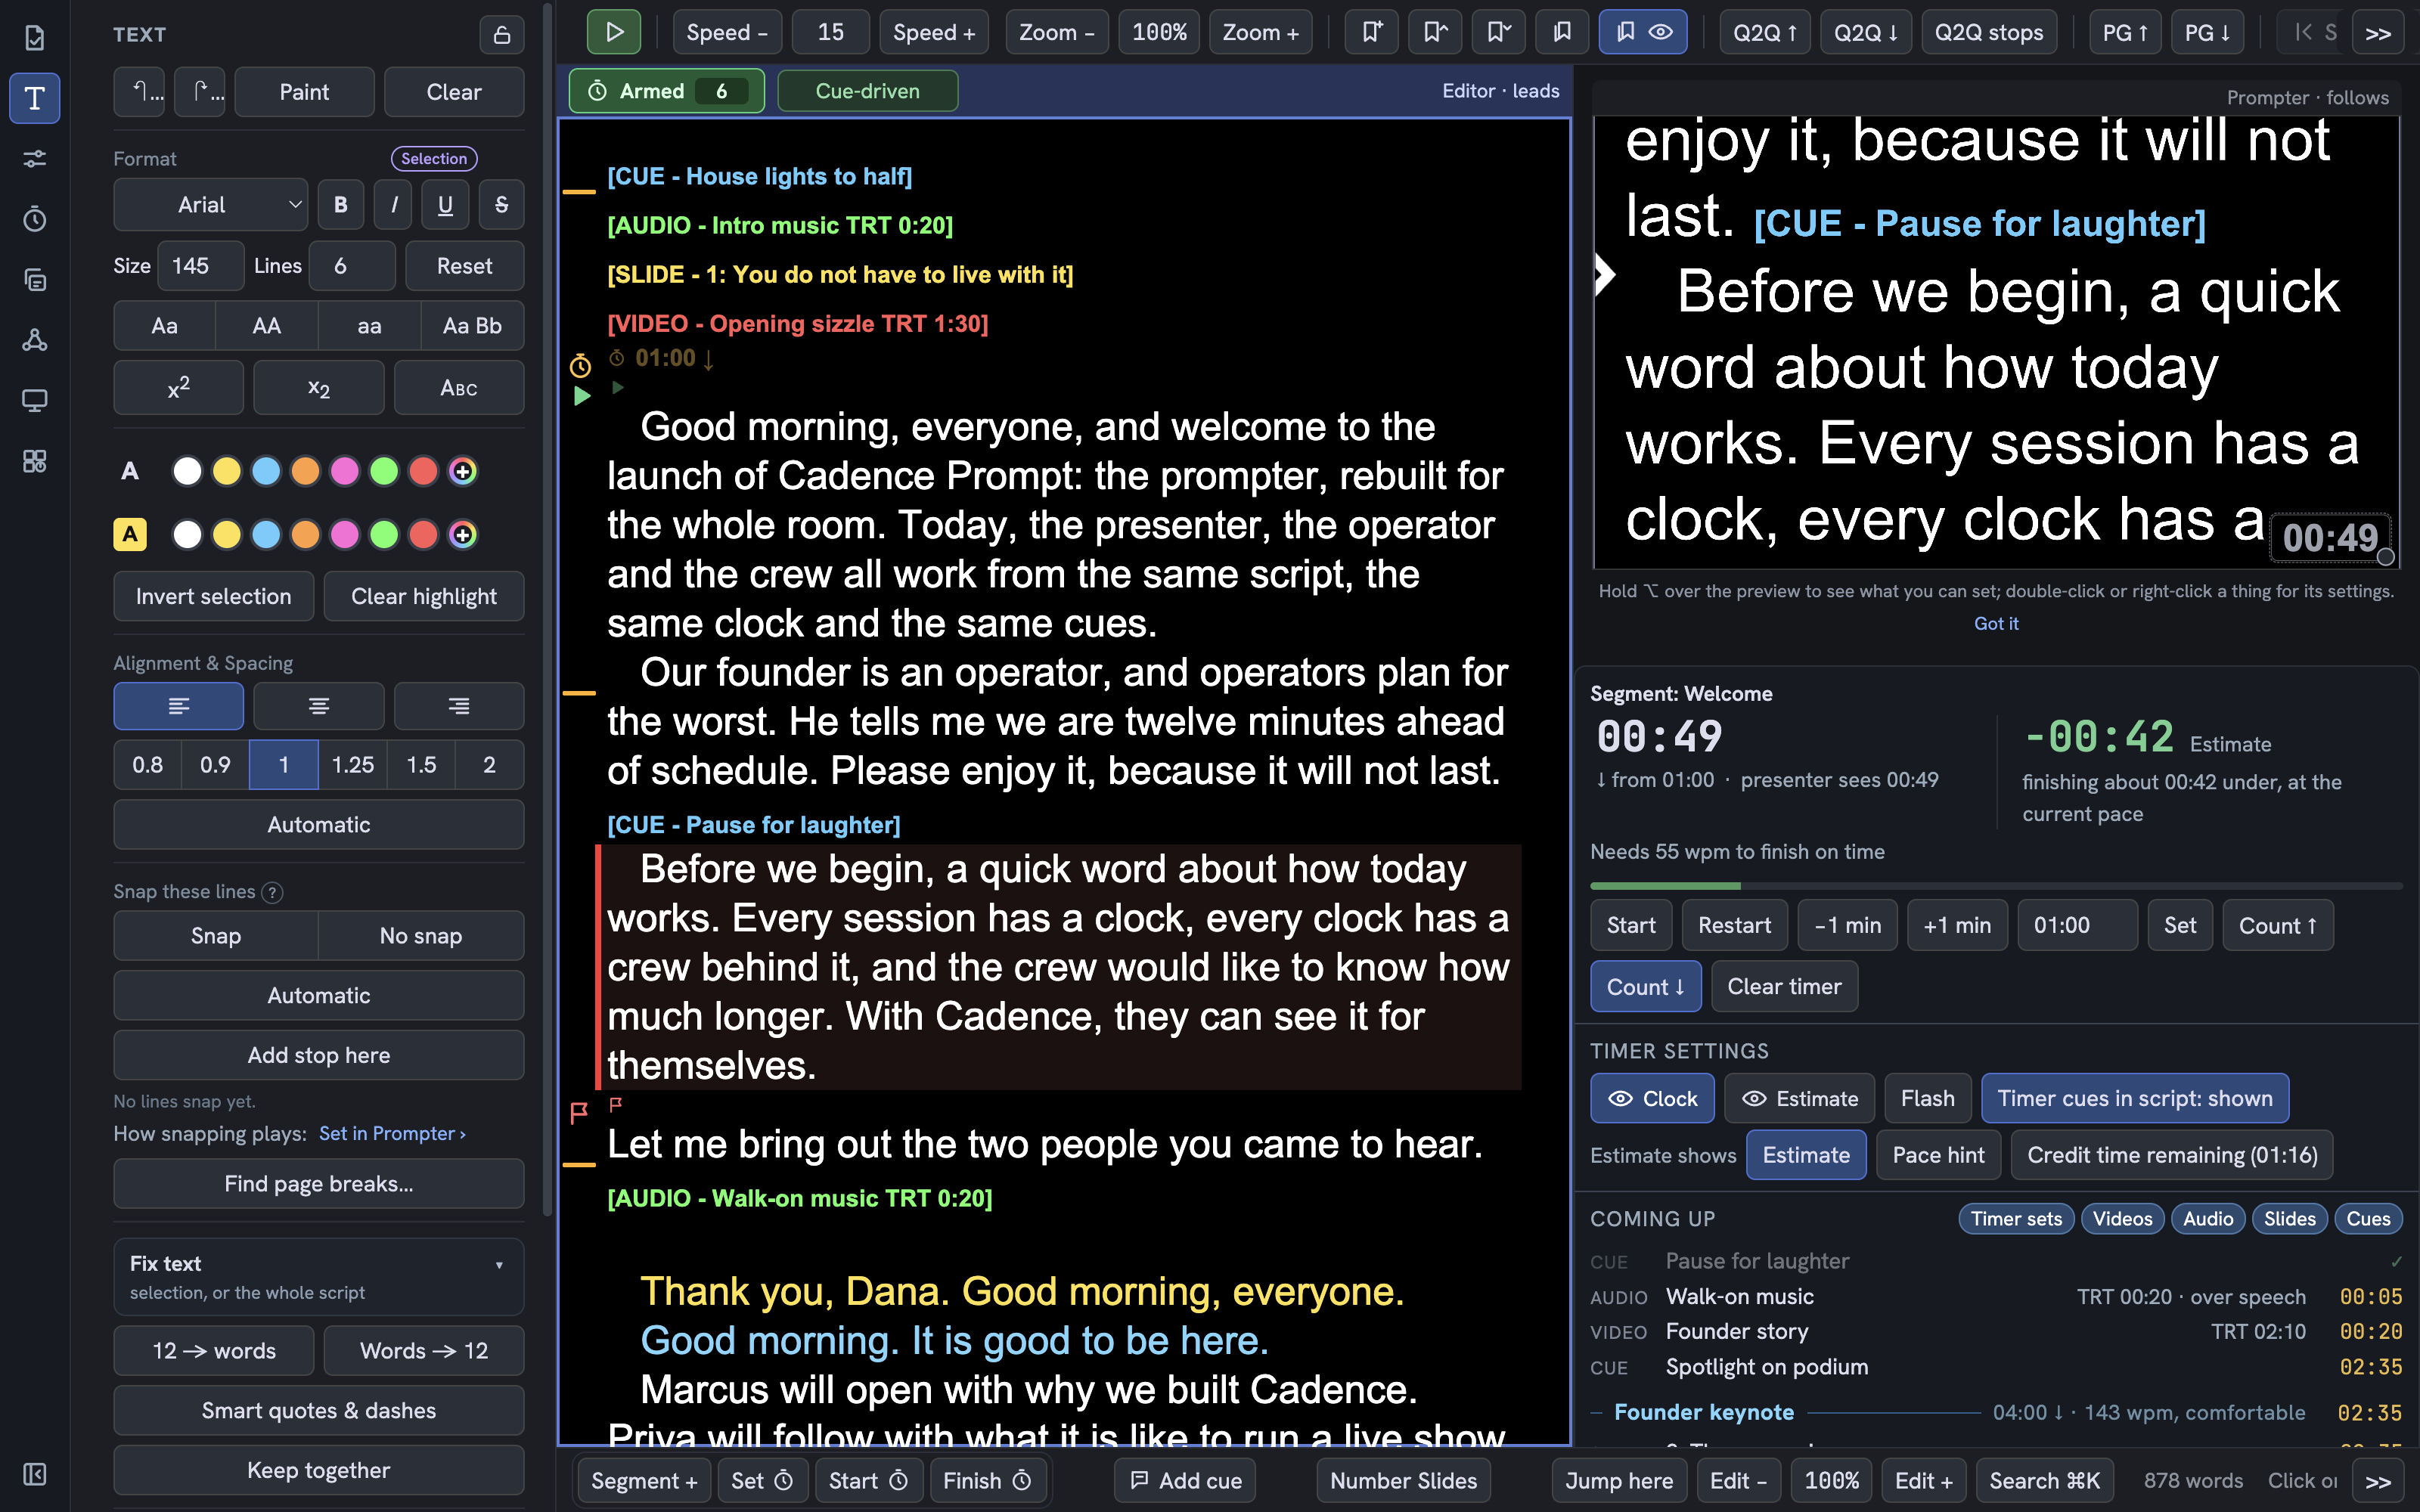 TEXT
Paint
Clear
Format
Selection
Arial
B
I
U
S
Size 145 Lines 6 Reset
Aa AA aa Aa Bb
x2 x2 ABC
A
A
Invert selection
Clear highlight
Alignment & Spacing
0.8 0.9 1 1.25 1.5 2
Automatic
Snap these lines ?
Snap No snap
Automatic
Add stop here
No lines snap yet.
How snapping plays: Set in Prompter ›
Find page breaks...
Fix text
selection, or the whole script
12 → words
Words → 12
Smart quotes & dashes
Keep together
Speed – 15 Speed + Zoom – 100% Zoom + Q2Q ↑ Q2Q ↓ Q2Q stops PG ↑ PG ↓ S >>
Armed 6 Cue-driven Editor · leads
[CUE - House lights to half]
[AUDIO - Intro music TRT 0:20]
[SLIDE - 1: You do not have to live with it]
[VIDEO - Opening sizzle TRT 1:30]
01:00 ↓
Good morning, everyone, and welcome to the
launch of Cadence Prompt: the prompter, rebuilt for
the whole room. Today, the presenter, the operator
and the crew all work from the same script, the
same clock and the same cues.
Our founder is an operator, and operators plan for
the worst. He tells me we are twelve minutes ahead
of schedule. Please enjoy it, because it will not last.
[CUE - Pause for laughter]
Before we begin, a quick word about how today
works. Every session has a clock, every clock has a
crew behind it, and the crew would like to know how
much longer. With Cadence, they can see it for
themselves.
Let me bring out the two people you came to hear.
[AUDIO - Walk-on music TRT 0:20]
Thank you, Dana. Good morning, everyone.
Good morning. It is good to be here.
Marcus will open with why we built Cadence.
Priya will follow with what it is like to run a live show
Segment + Set Start Finish Add cue Number Slides Jump here Edit – 100% Edit + Search ⌘K 878 words Click or >>
Prompter · follows
enjoy it, because it will not
last. [CUE - Pause for laughter]
Before we begin, a quick
word about how today
works. Every session has a
clock, every clock has a
00:49
Hold ⌥ over the preview to see what you can set; double-click or right-click a thing for its settings.
Got it
Segment: Welcome
00:49
↓ from 01:00 · presenter sees 00:49
-00:42 Estimate
finishing about 00:42 under, at the
current pace
Needs 55 wpm to finish on time
Start Restart –1 min +1 min 01:00 Set Count ↑
Count ↓ Clear timer
TIMER SETTINGS
Clock Estimate Flash Timer cues in script: shown
Estimate shows Estimate Pace hint Credit time remaining (01:16)
COMING UP Timer sets Videos Audio Slides Cues
CUE Pause for laughter ✓
AUDIO Walk-on music TRT 00:20 · over speech 00:05
VIDEO Founder story TRT 02:10 00:20
CUE Spotlight on podium 02:35
Founder keynote 04:00 ↓ · 143 wpm, comfortable 02:35